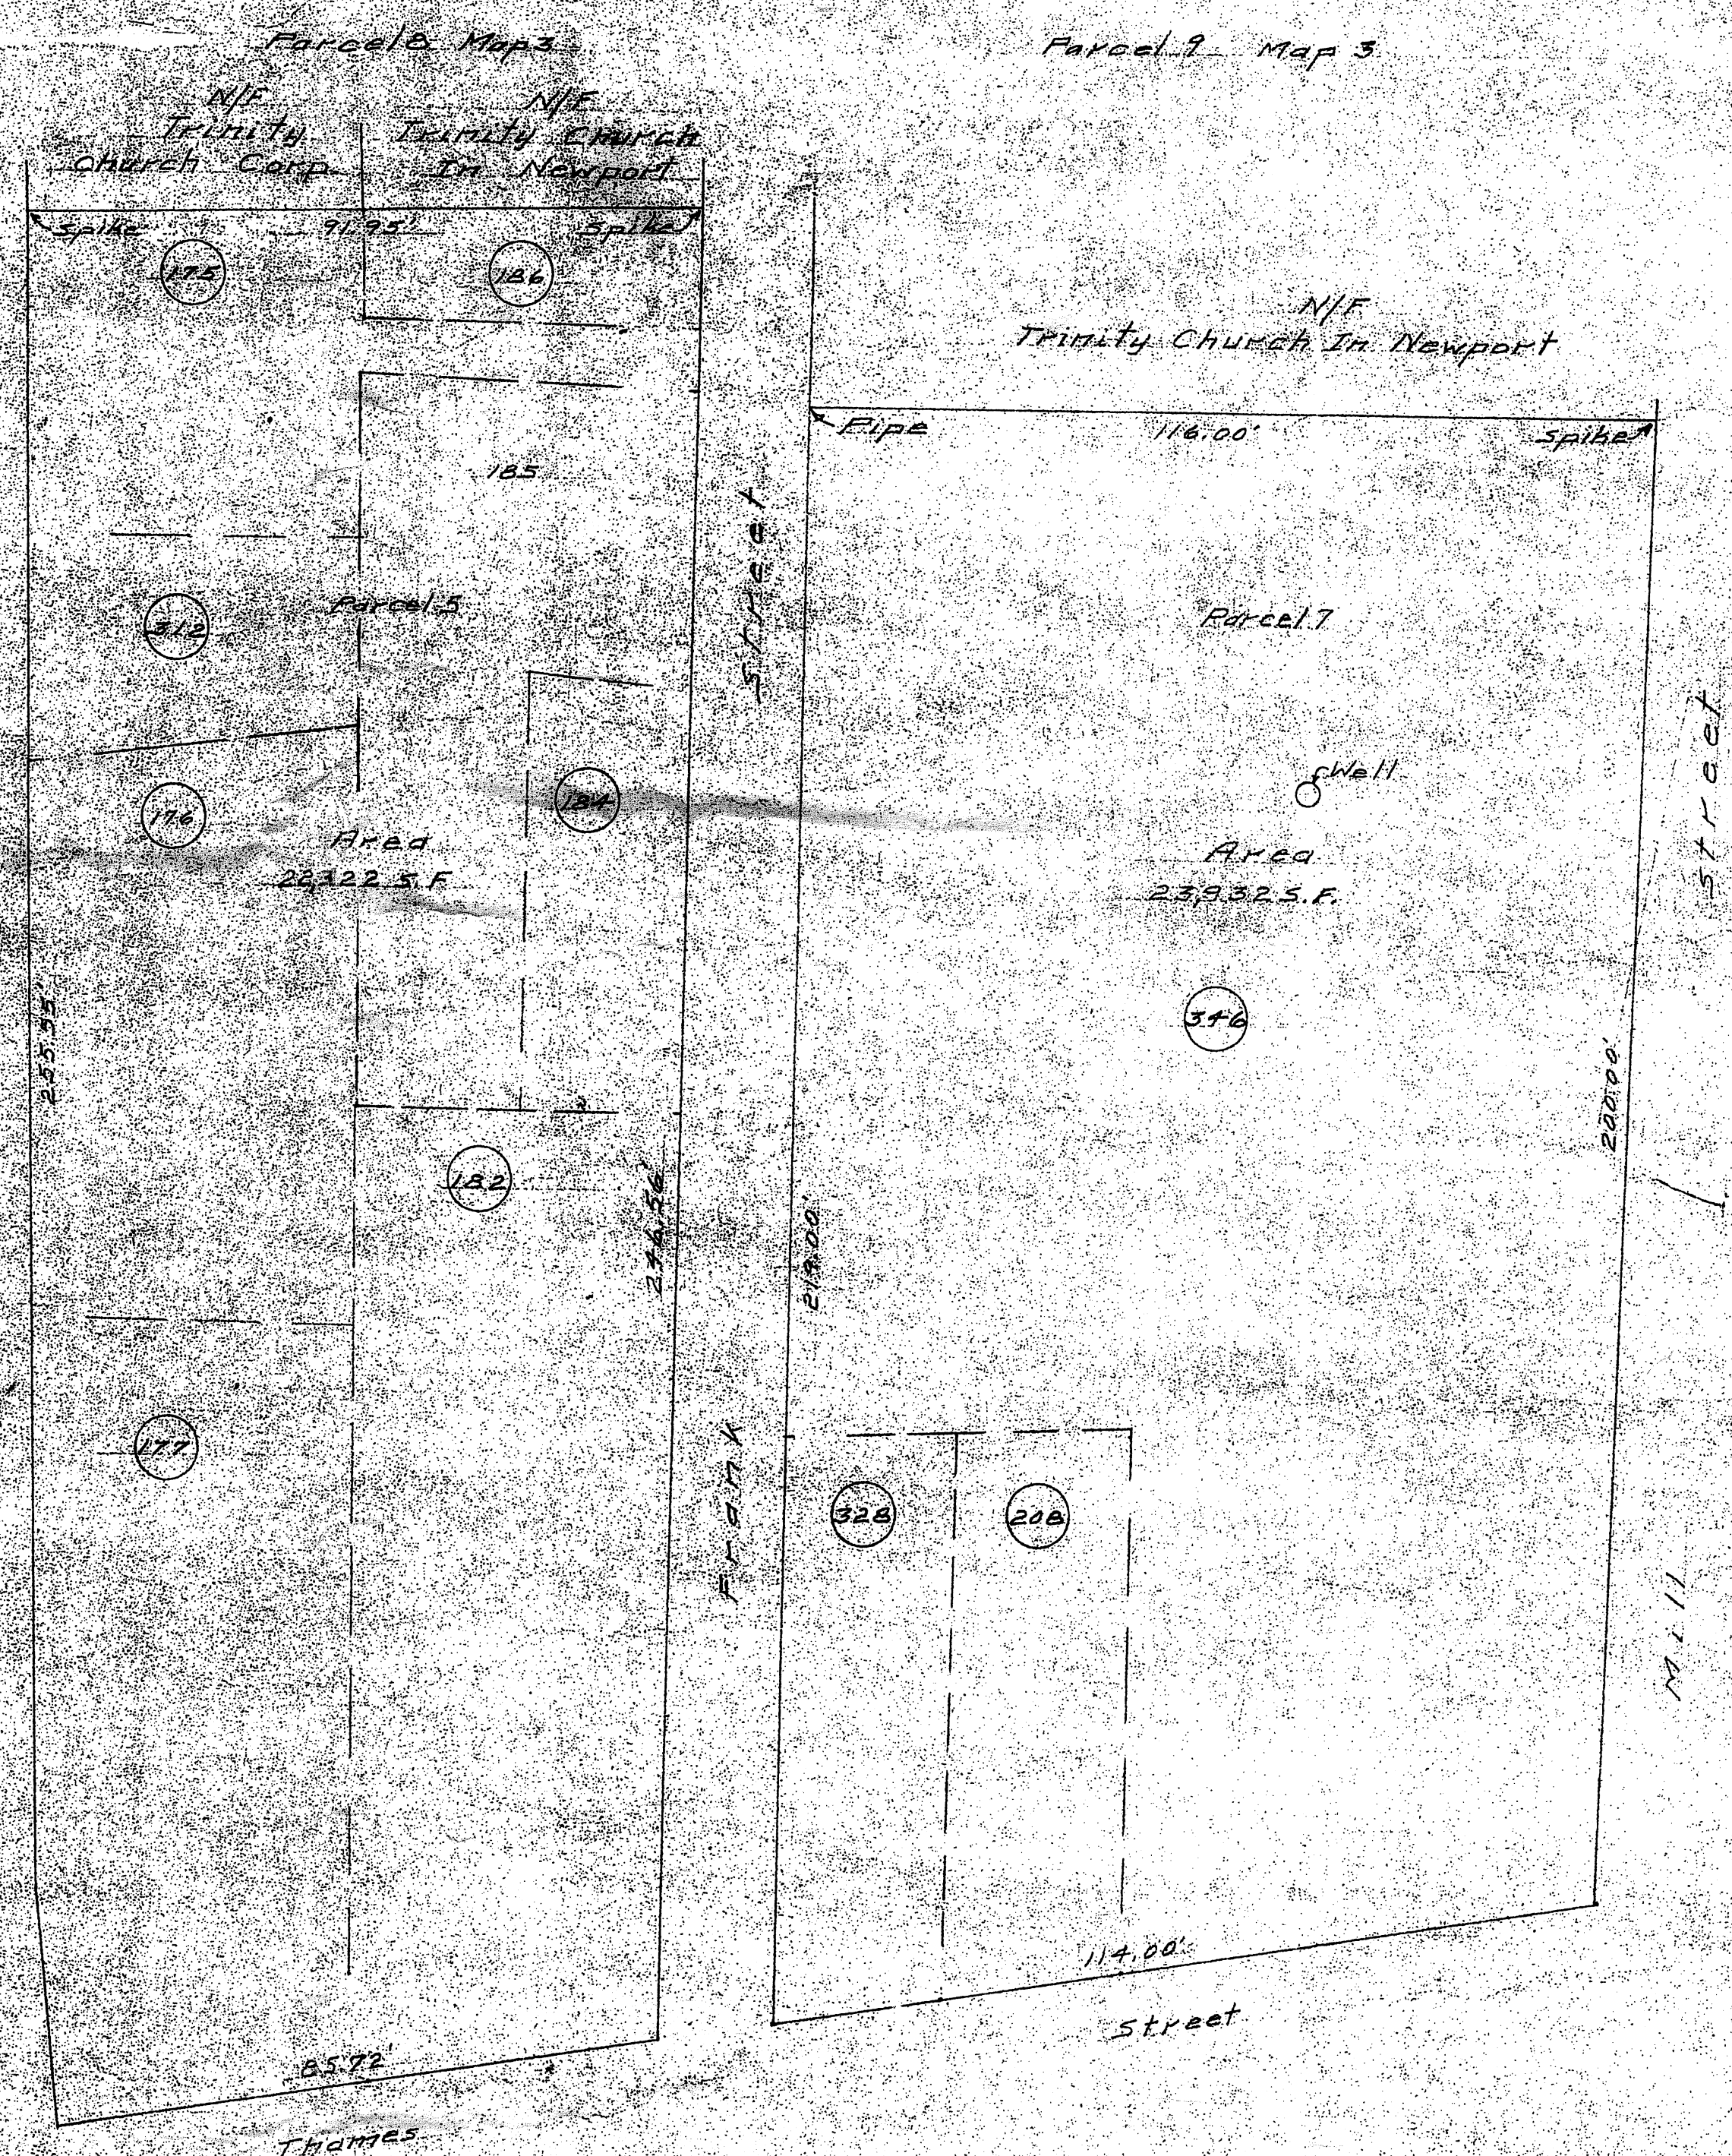 Parcel 8 Map 3
Parcel 9 Map 3
N/F
Trinity
Church Corp.
N/F
Trinity Church
In Newport
Spike
91.95'
Spike
175
186
N/F
Trinity Church In Newport
Pipe
116.00'
Spike
185
Street
Parcel 5
312
Parcel 7
Street
Well
176
184
Area
22,322 S.F
Area
23,932 S.F.
346
255.55'
200.00'
182
246.56'
219.00'
177
Frank
328
208
Mill
114.00'
Street
85.72'
Thames